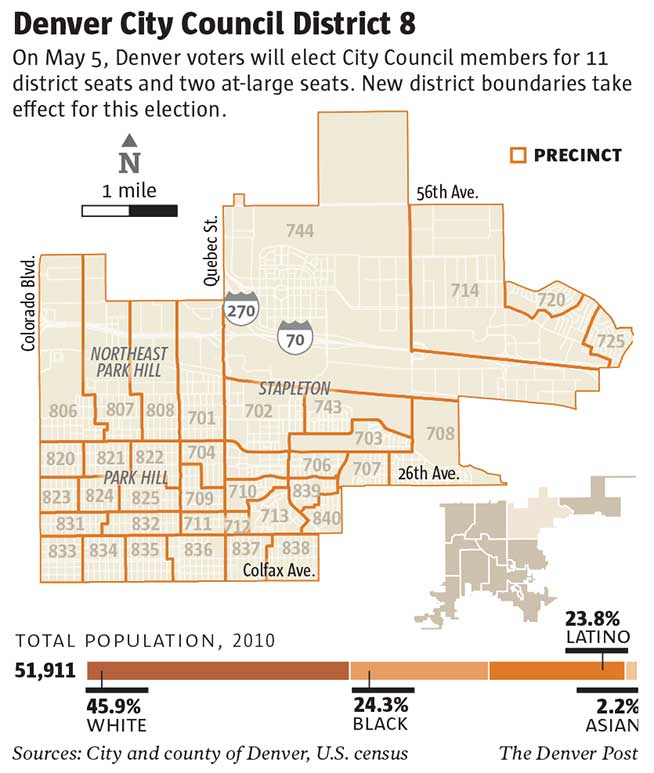 Denver City Council District 8
On May 5, Denver voters will elect City Council members for 11
district seats and two at-large seats. New district boundaries take
effect for this election.
N
1 mile
PRECINCT
56th Ave.
Quebec St.
Colorado Blvd.
744
714
720
725
270
70
NORTHEAST
PARK HILL
STAPLETON
806
807
808
701
702
743
703
708
820
821
822
704
PARK HILL
706
707
26th Ave.
823
824
825
709
710
839
831
832
711
712
713
840
833
834
835
836
837
838
Colfax Ave.
TOTAL POPULATION, 2010
23.8%
LATINO
51,911
45.9%
WHITE
24.3%
BLACK
2.2%
ASIAN
Sources: City and county of Denver, U.S. census
The Denver Post